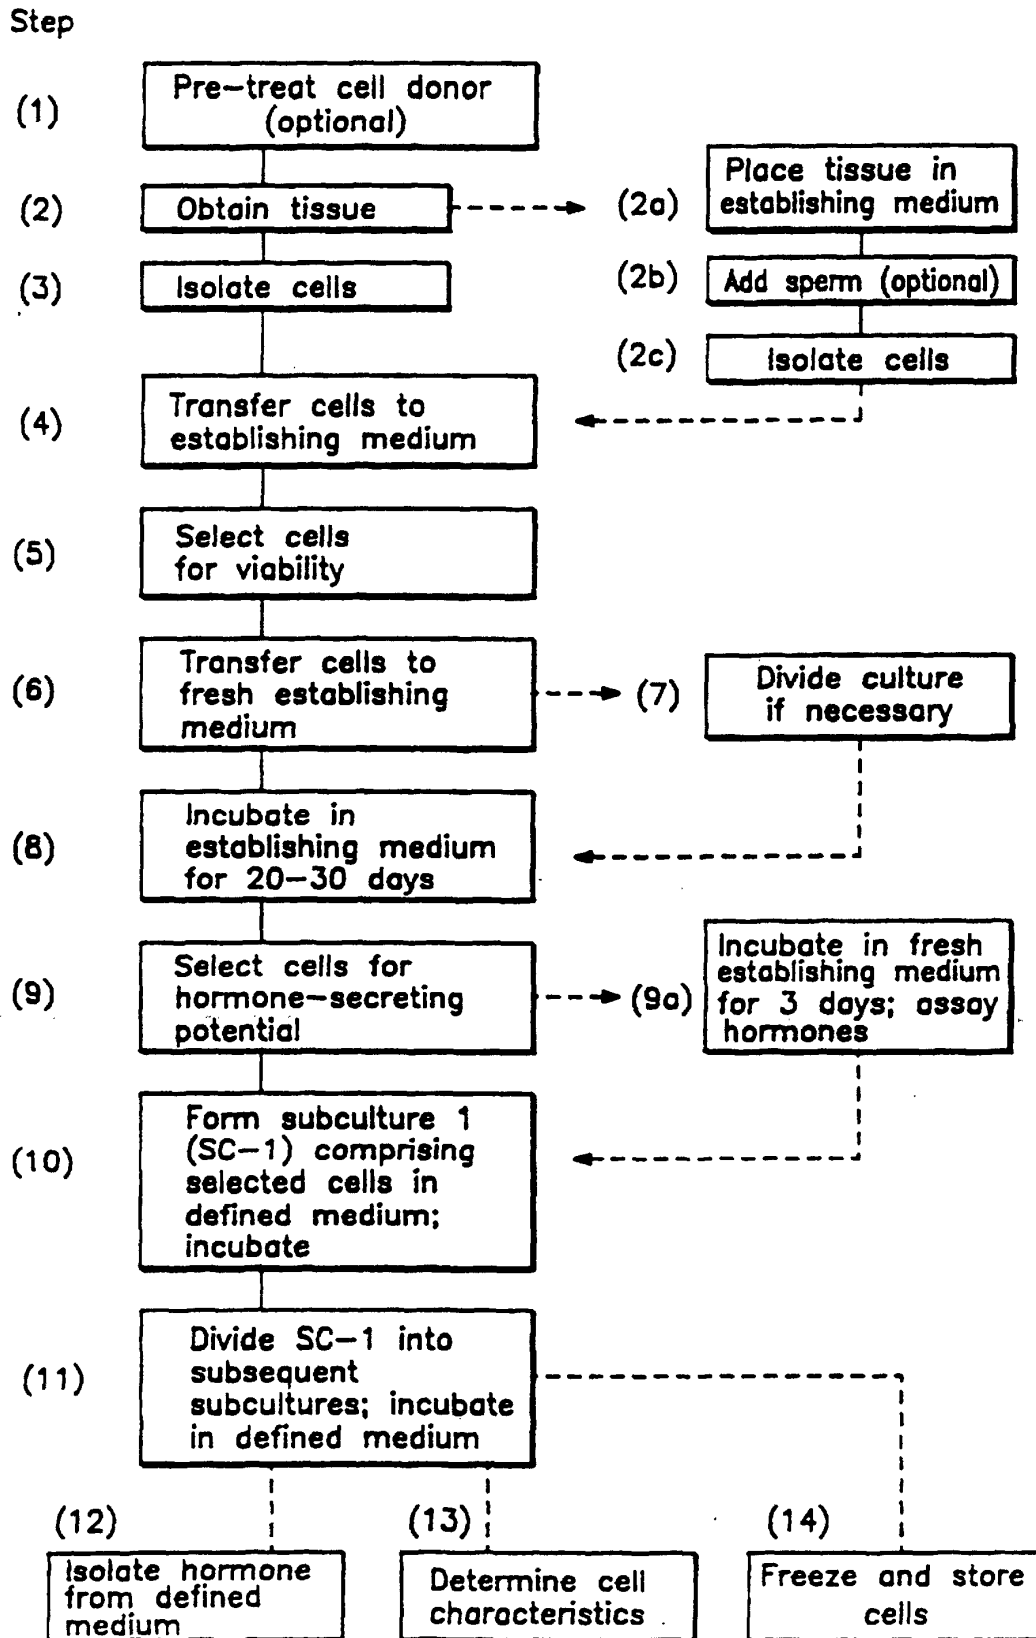 Step
(1)
Pre-treat cell donor
(optional)
(2)
Obtain tissue
(2a)
Place tissue in
establishing medium
(3)
Isolate cells
(2b)
Add sperm (optional)
(2c)
Isolate cells
(4)
Transfer cells to
establishing medium
(5)
Select cells
for viability
(6)
Transfer cells to
fresh establishing
medium
(7)
Divide culture
if necessary
(8)
Incubate in
establishing medium
for 20-30 days
(9)
Select cells for
hormone-secreting
potential
(9a)
Incubate in fresh
establishing medium
for 3 days; assay
hormones
(10)
Form subculture 1
(SC-1) comprising
selected cells in
defined medium;
incubate
(11)
Divide SC-1 into
subsequent
subcultures; incubate
in defined medium
(12)
Isolate hormone
from defined
medium
(13)
Determine cell
characteristics
(14)
Freeze and store
cells